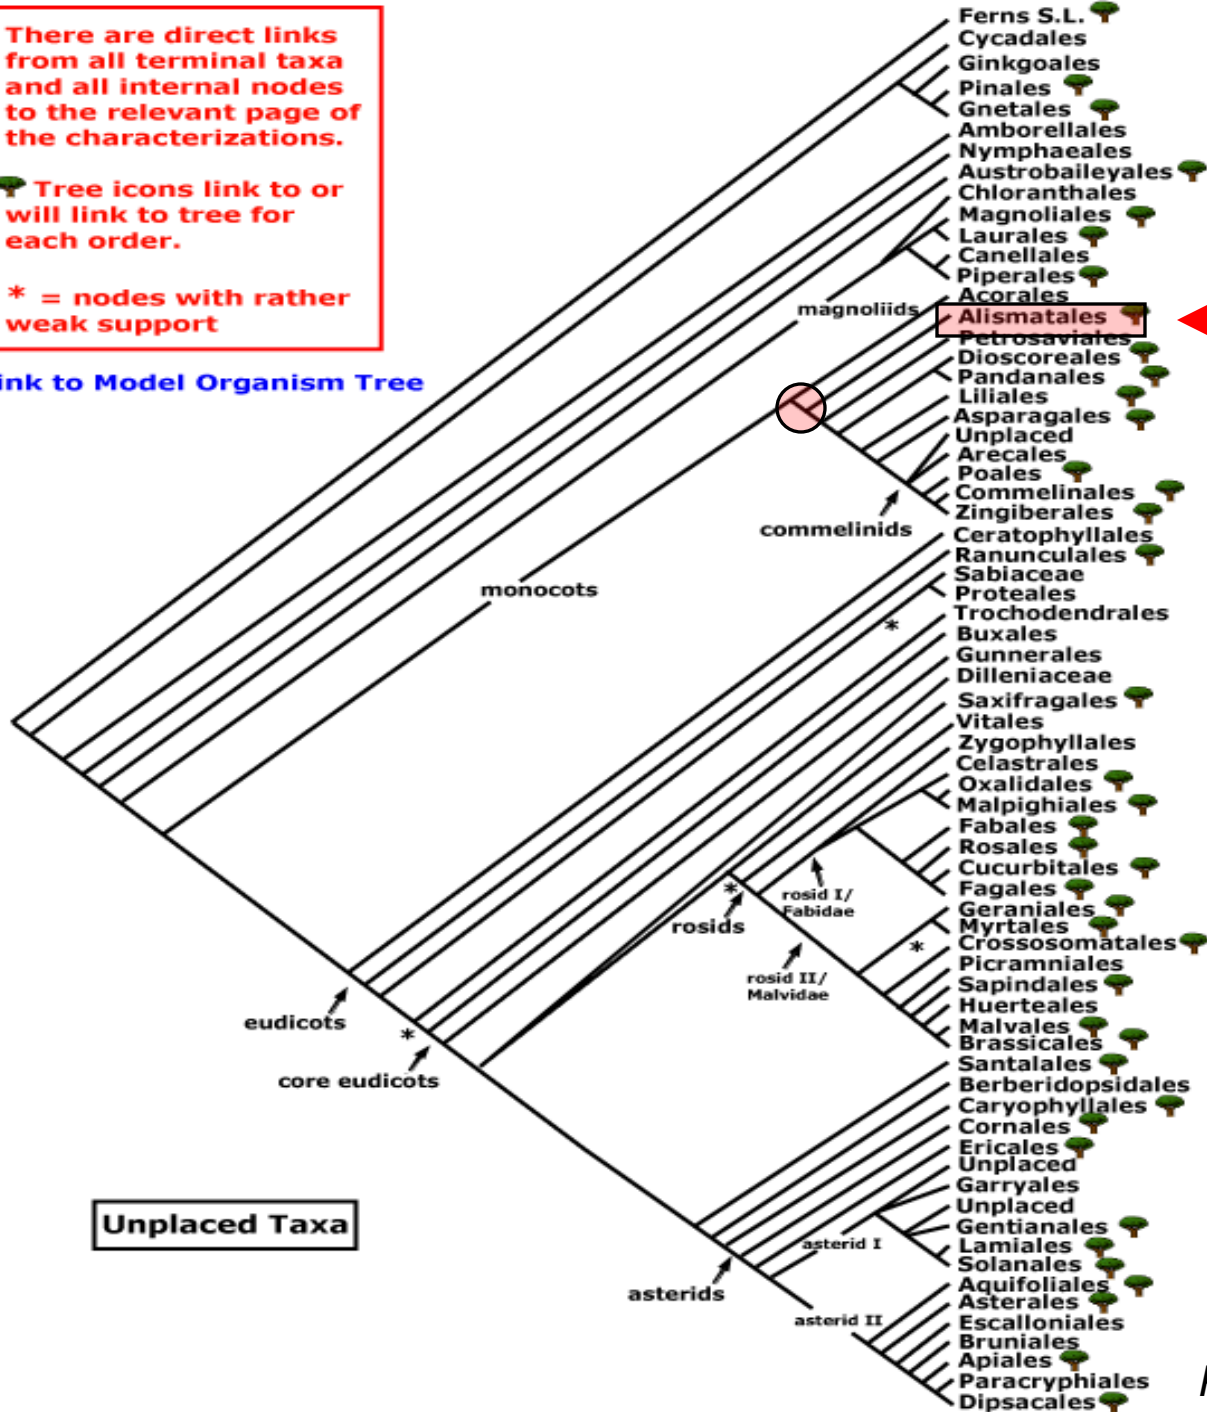 There are direct links
from all terminal taxa
and all internal nodes
to the relevant page of
the characterizations.
Tree icons link to or
will link to tree for
each order.
* = nodes with rather
weak support
ink to Model Organism Tree
Ferns S.L.
Cycadales
Ginkgoales
Pinales
Gnetales
Amborellales
Nymphaeales
Austrobaileyales
Chloranthales
Magnoliales
Laurales
Canellales
Piperales
Acorales
magnoliids
Alismatales
Petrosaviales
Dioscoreales
Pandanales
Liliales
Asparagales
Unplaced
Arecales
Poales
Commelinales
Zingiberales
commelinids
Ceratophyllales
Ranunculales
Sabiaceae
Proteales
monocots
Trochodendrales
*
Buxales
Gunnerales
Dilleniaceae
Saxifragales
Vitales
Zygophyllales
Celastrales
Oxalidales
Malpighiales
Fabales
Rosales
Cucurbitales
Fagales
*
rosid I/
Fabidae
rosids
Geraniales
Myrtales
Crossosomatales
*
Picramniales
rosid II/
Malvidae
Sapindales
Huerteales
Malvales
Brassicales
eudicots
*
core eudicots
Santalales
Berberidopsidales
Caryophyllales
Cornales
Ericales
Unplaced
Garryales
Unplaced
Gentianales
Lamiales
Solanales
Unplaced Taxa
asterid I
asterids
Aquifoliales
Asterales
asterid II
Escalloniales
Bruniales
Apiales
Paracryphiales
Dipsacales